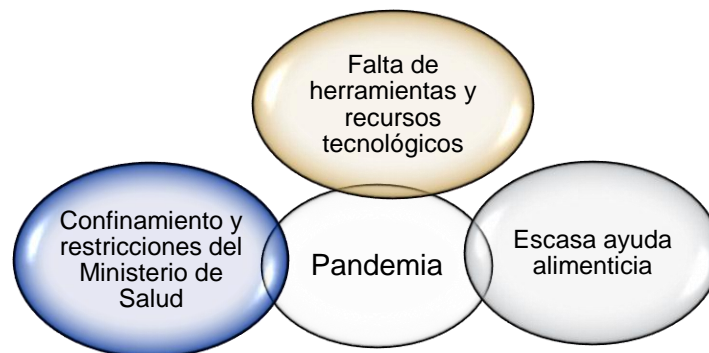 Falta de
herramientas y
recursos
tecnológicos
Confinamiento y
restricciones del
Ministerio de
Salud
Pandemia
Escasa ayuda
alimenticia